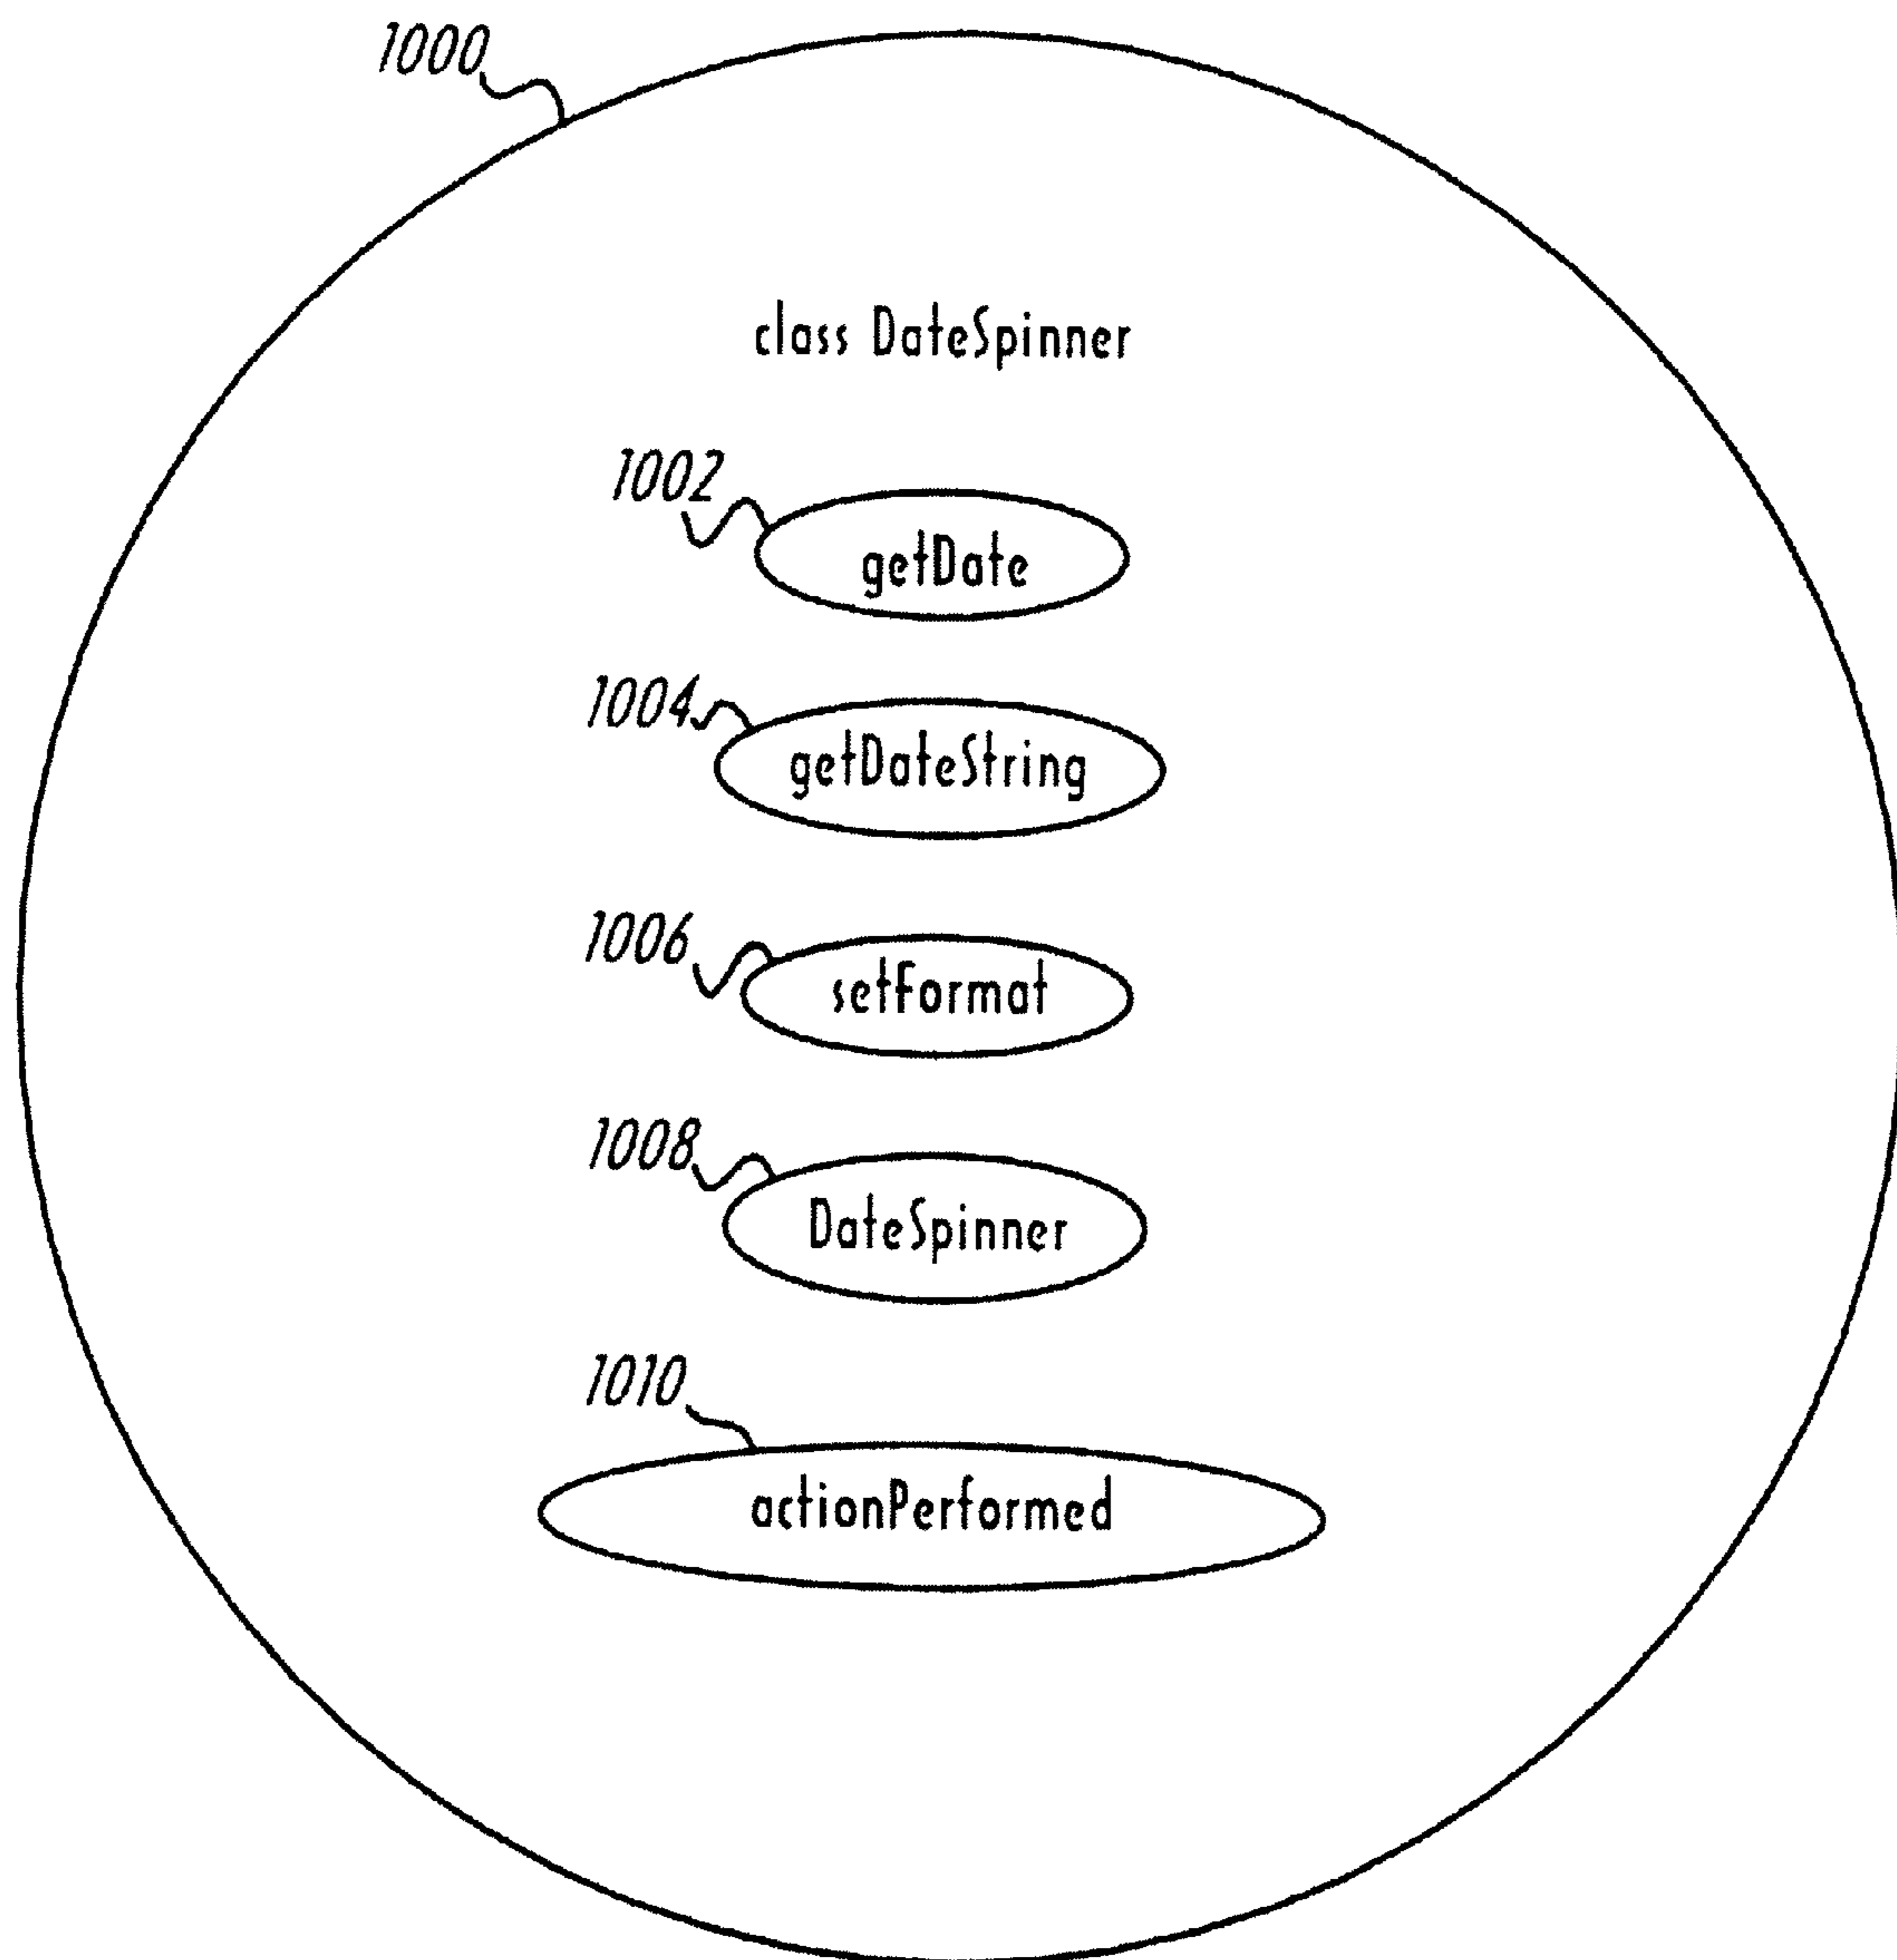 1000
class DateSpinner
1002
getDate
1004
getDateString
1006
setFormat
1008
DateSpinner
1010
actionPerformed